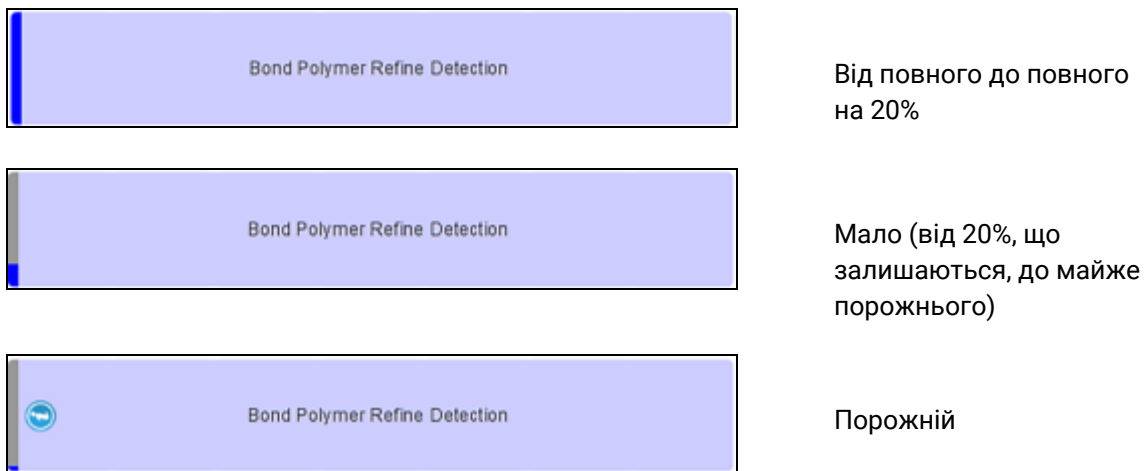 Bond Polymer Refine Detection
Від повного до повного
на 20%
Bond Polymer Refine Detection
Мало (від 20%, що
залишаються, до майже
порожнього)
Bond Polymer Refine Detection
Порожній